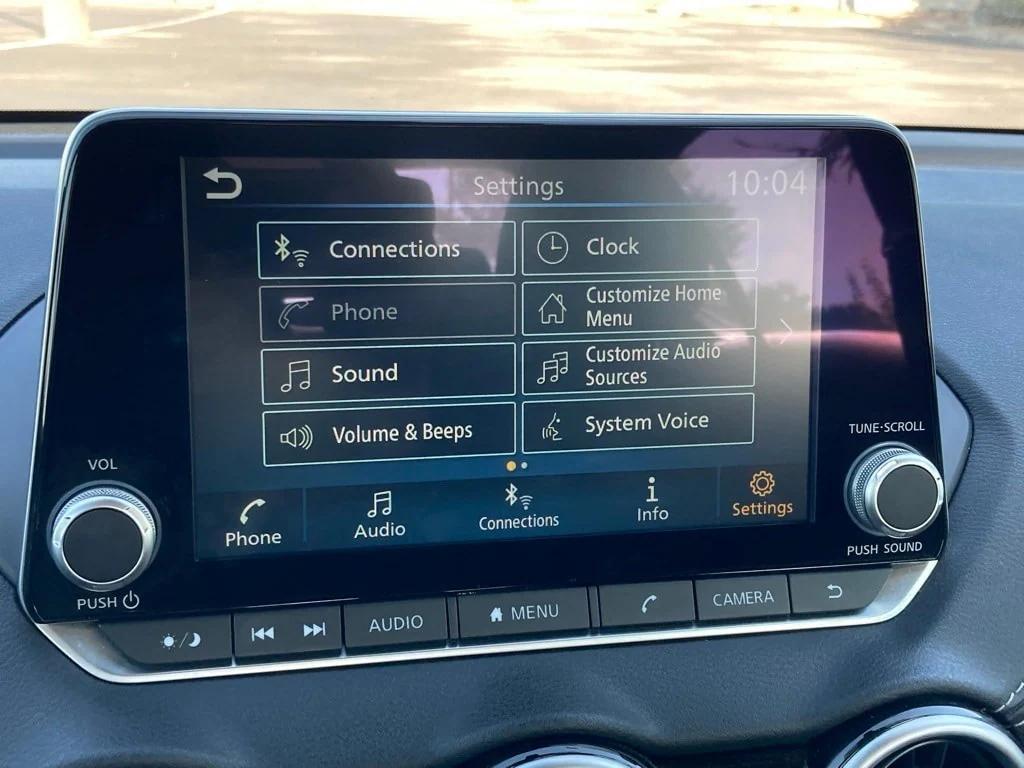 Settings
10:04
Connections
Clock
Phone
Customize Home
Menu
Sound
Customize Audio
Sources
Volume & Beeps
System Voice
Phone
Audio
Connections
Info
Settings
VOL
PUSH
TUNE·SCROLL
PUSH SOUND
AUDIO
MENU
CAMERA